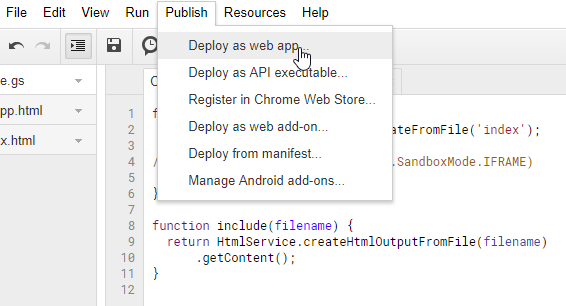 File Edit View Run Publish Resources Help
Deploy as web app...
Deploy as API executable...
Register in Chrome Web Store...
Deploy as web add-on...
Deploy from manifest...
Manage Android add-ons...
e.gs
pp.html
x.html
1 f
2 ateFromFile('index');
3
4 / .SandboxMode.IFRAME)
5
6 }
7
8 function include(filename) {
9 return HtmlService.createHtmlOutputFromFile(filename)
10 .getContent();
11 }
12